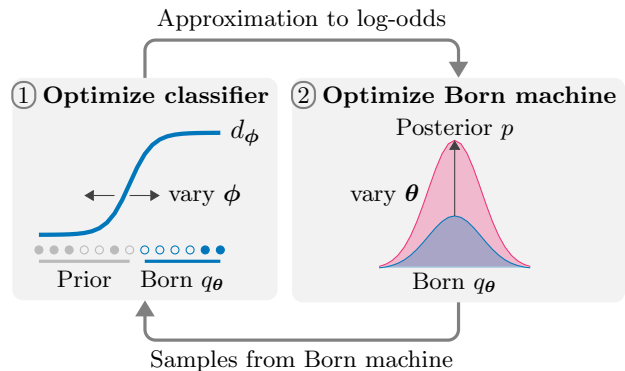 Approximation to log-odds
① Optimize classifier
d_ϕ
vary ϕ
Prior
Born q_θ
② Optimize Born machine
Posterior p
vary θ
Born q_θ
Samples from Born machine